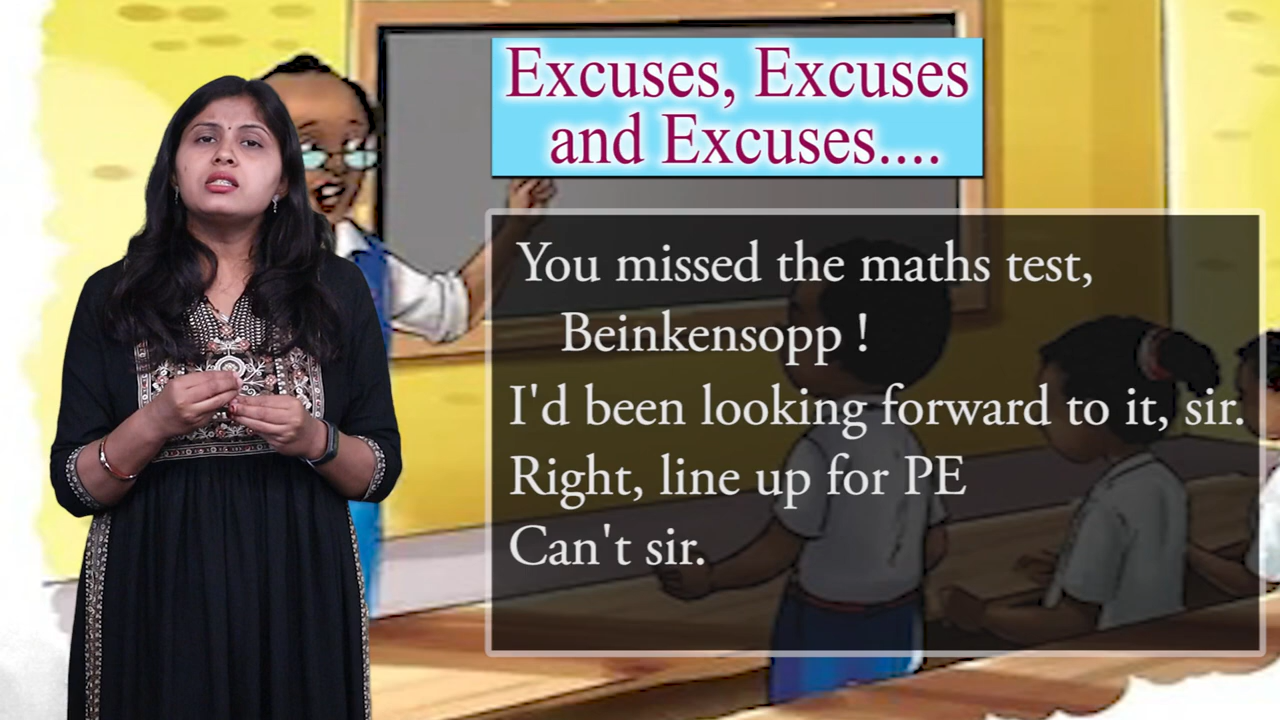 Excuses, Excuses
and Excuses....
You missed the maths test,
Beinkensopp !
I'd been looking forward to it, sir.
Right, line up for PE
Can't sir.